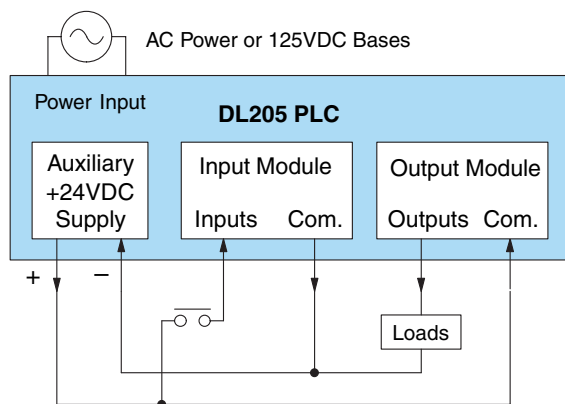 AC Power or 125VDC Bases
Power Input
DL205 PLC
Auxiliary
+24VDC
Supply
Input Module
Inputs Com.
Output Module
Outputs Com.
+ –
Loads